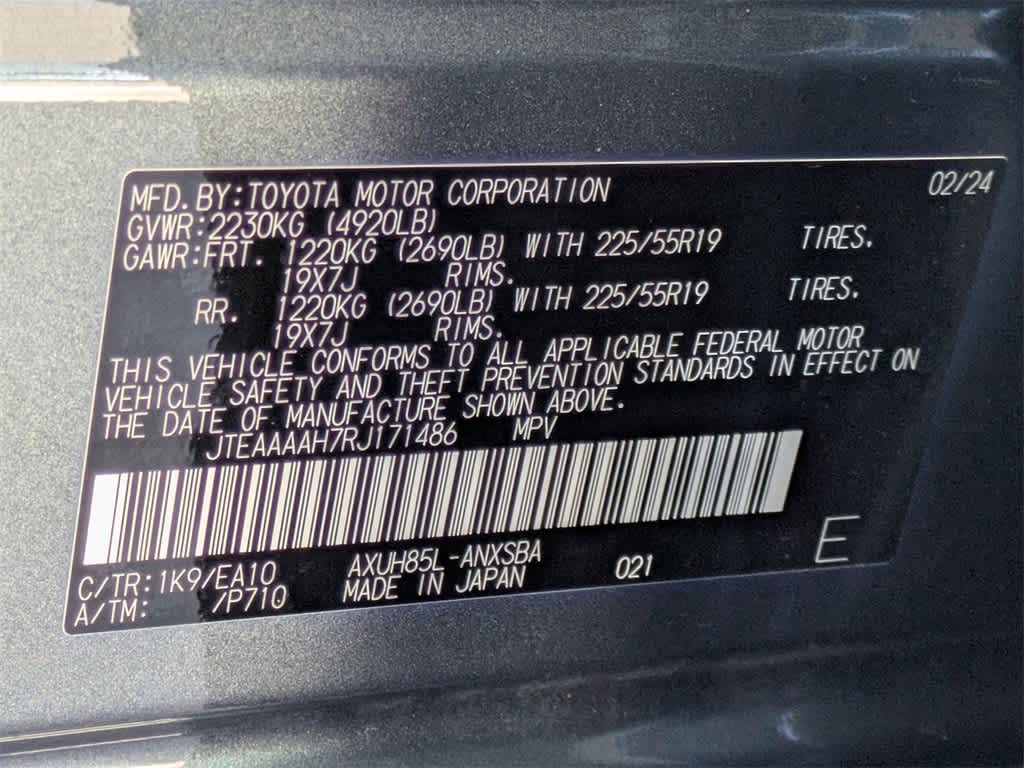 MFD. BY: TOYOTA MOTOR CORPORATION 02/24
GVWR: 2230KG (4920LB)
GAWR: FRT. 1220KG (2690LB) WITH 225/55R19 TIRES.
19X7J RIMS.
RR. 1220KG (2690LB) WITH 225/55R19 TIRES.
19X7J RIMS.
THIS VEHICLE CONFORMS TO ALL APPLICABLE FEDERAL MOTOR
VEHICLE SAFETY AND THEFT PREVENTION STANDARDS IN EFFECT ON
THE DATE OF MANUFACTURE SHOWN ABOVE.
JTEAAAAH7RJ171486 MPV
C/TR: 1K9/EA10 AXUH85L-ANXSBA 021 E
A/TM: /P710 MADE IN JAPAN